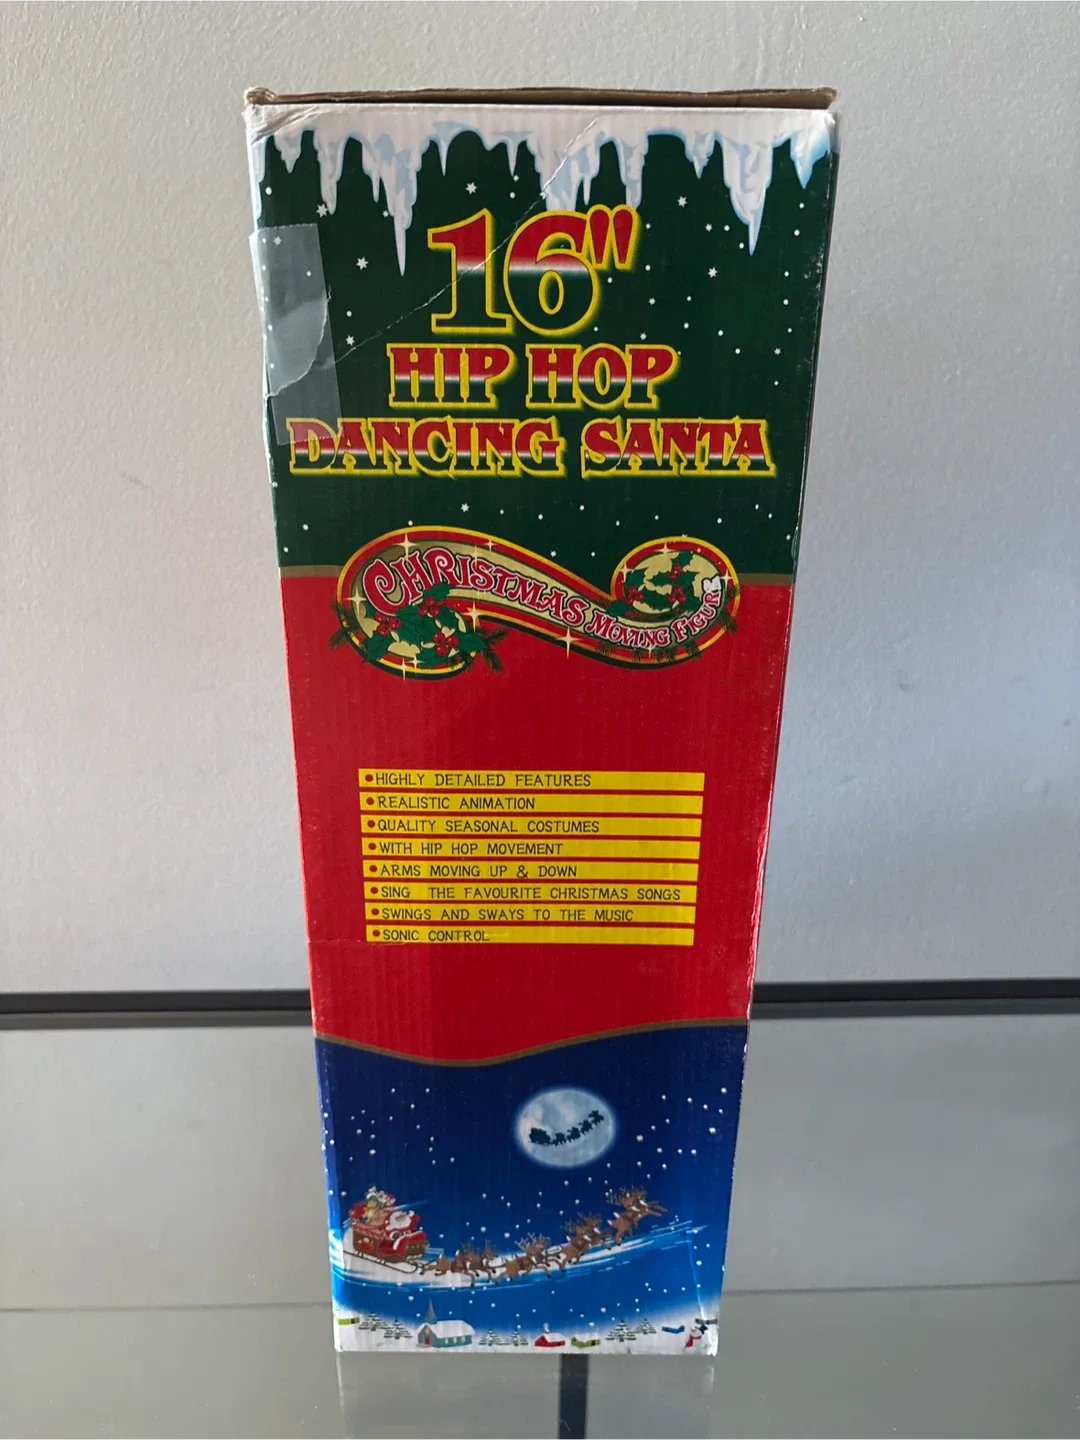 16"
HIP HOP
DANCING SANTA
CHRISTMAS MOVING FIGURE
•HIGHLY DETAILED FEATURES
•REALISTIC ANIMATION
•QUALITY SEASONAL COSTUMES
•WITH HIP HOP MOVEMENT
•ARMS MOVING UP & DOWN
•SING THE FAVOURITE CHRISTMAS SONGS
•SWINGS AND SWAYS TO THE MUSIC
•SONIC CONTROL